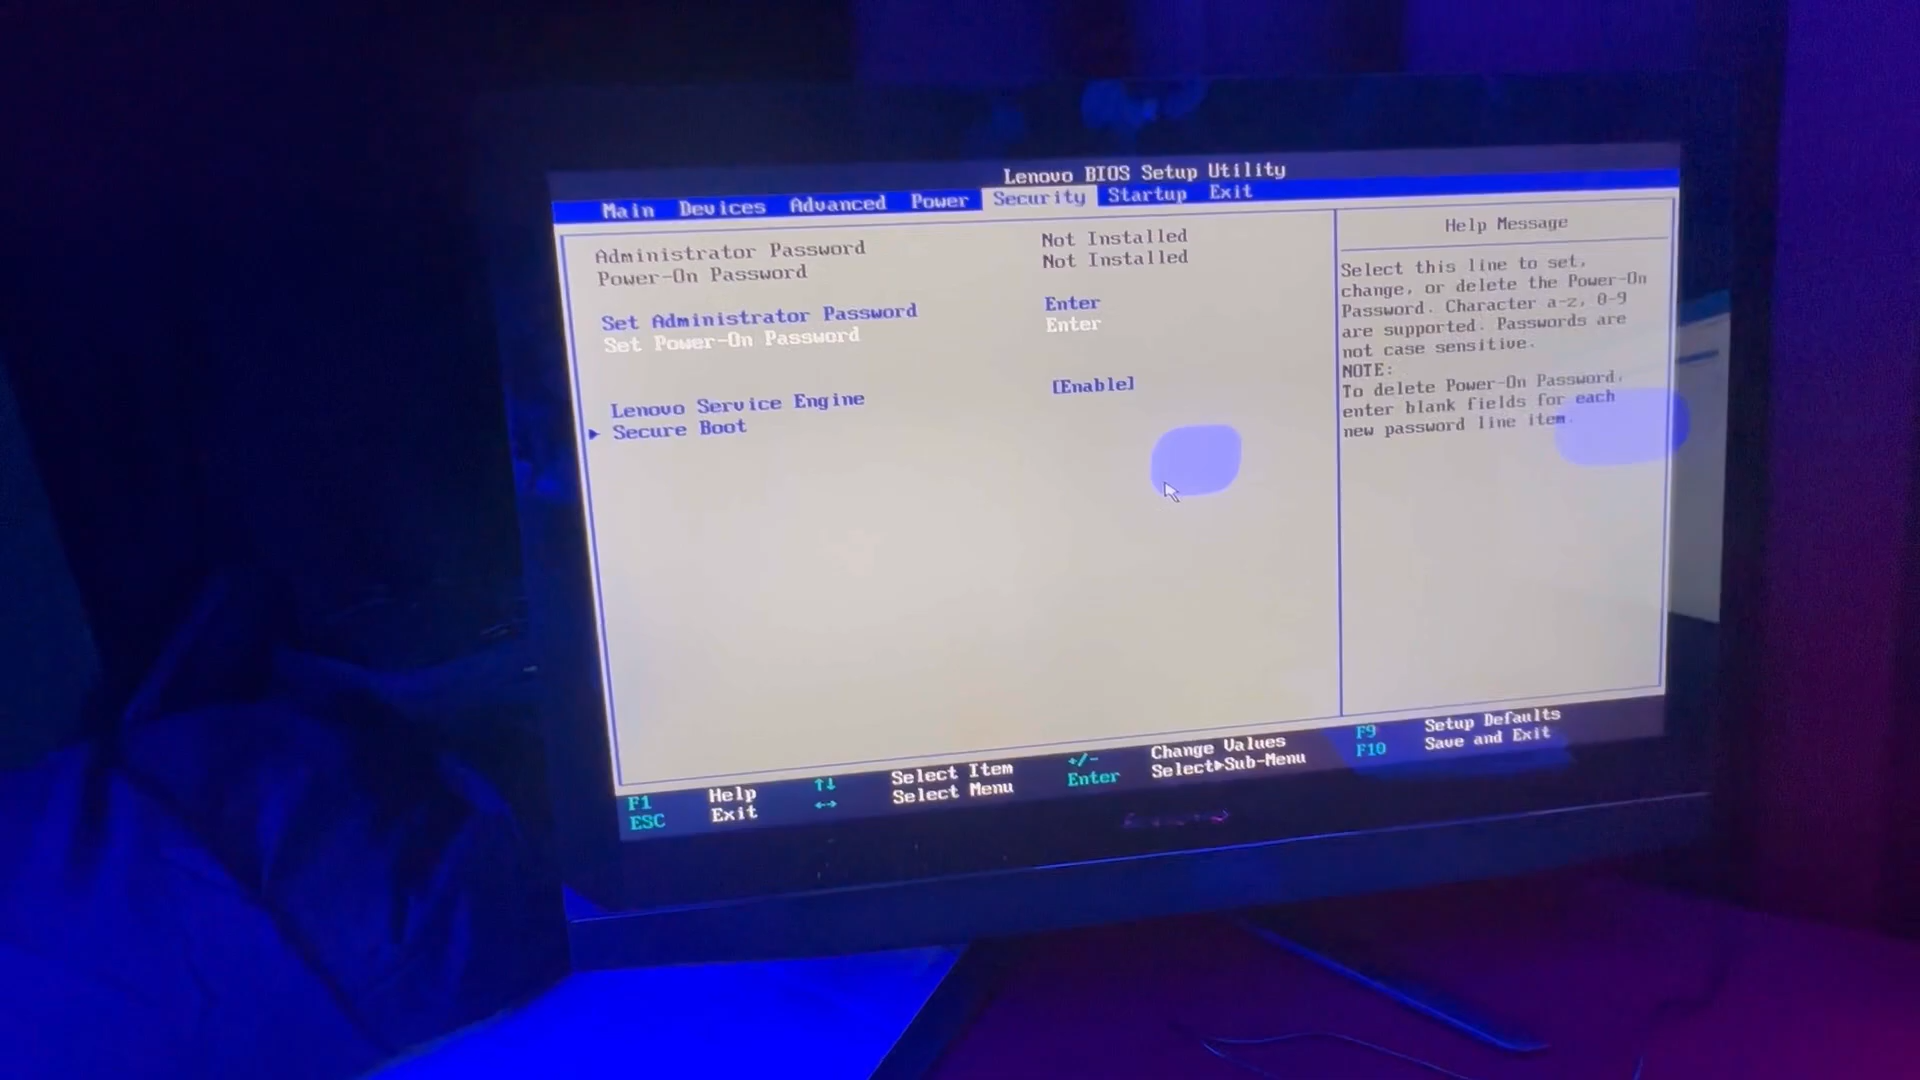 Lenovo BIOS Setup Utility
Main Devices Advanced Power Security Startup Exit
Administrator Password Not Installed
Power-On Password Not Installed
Set Administrator Password Enter
Set Power-On Password Enter
Lenovo Service Engine [Enable]
Secure Boot
Help Message
Select this line to set,
change, or delete the Power-On
Password. Character a-z, 0-9
are supported. Passwords are
not case sensitive.
NOTE:
To delete Power-On Password,
enter blank fields for each
new password line item.
F1 Help ↑↓ Select Item +/- Change Values F9 Setup Defaults
ESC Exit ↔ Select Menu Enter Select▸Sub-Menu F10 Save and Exit